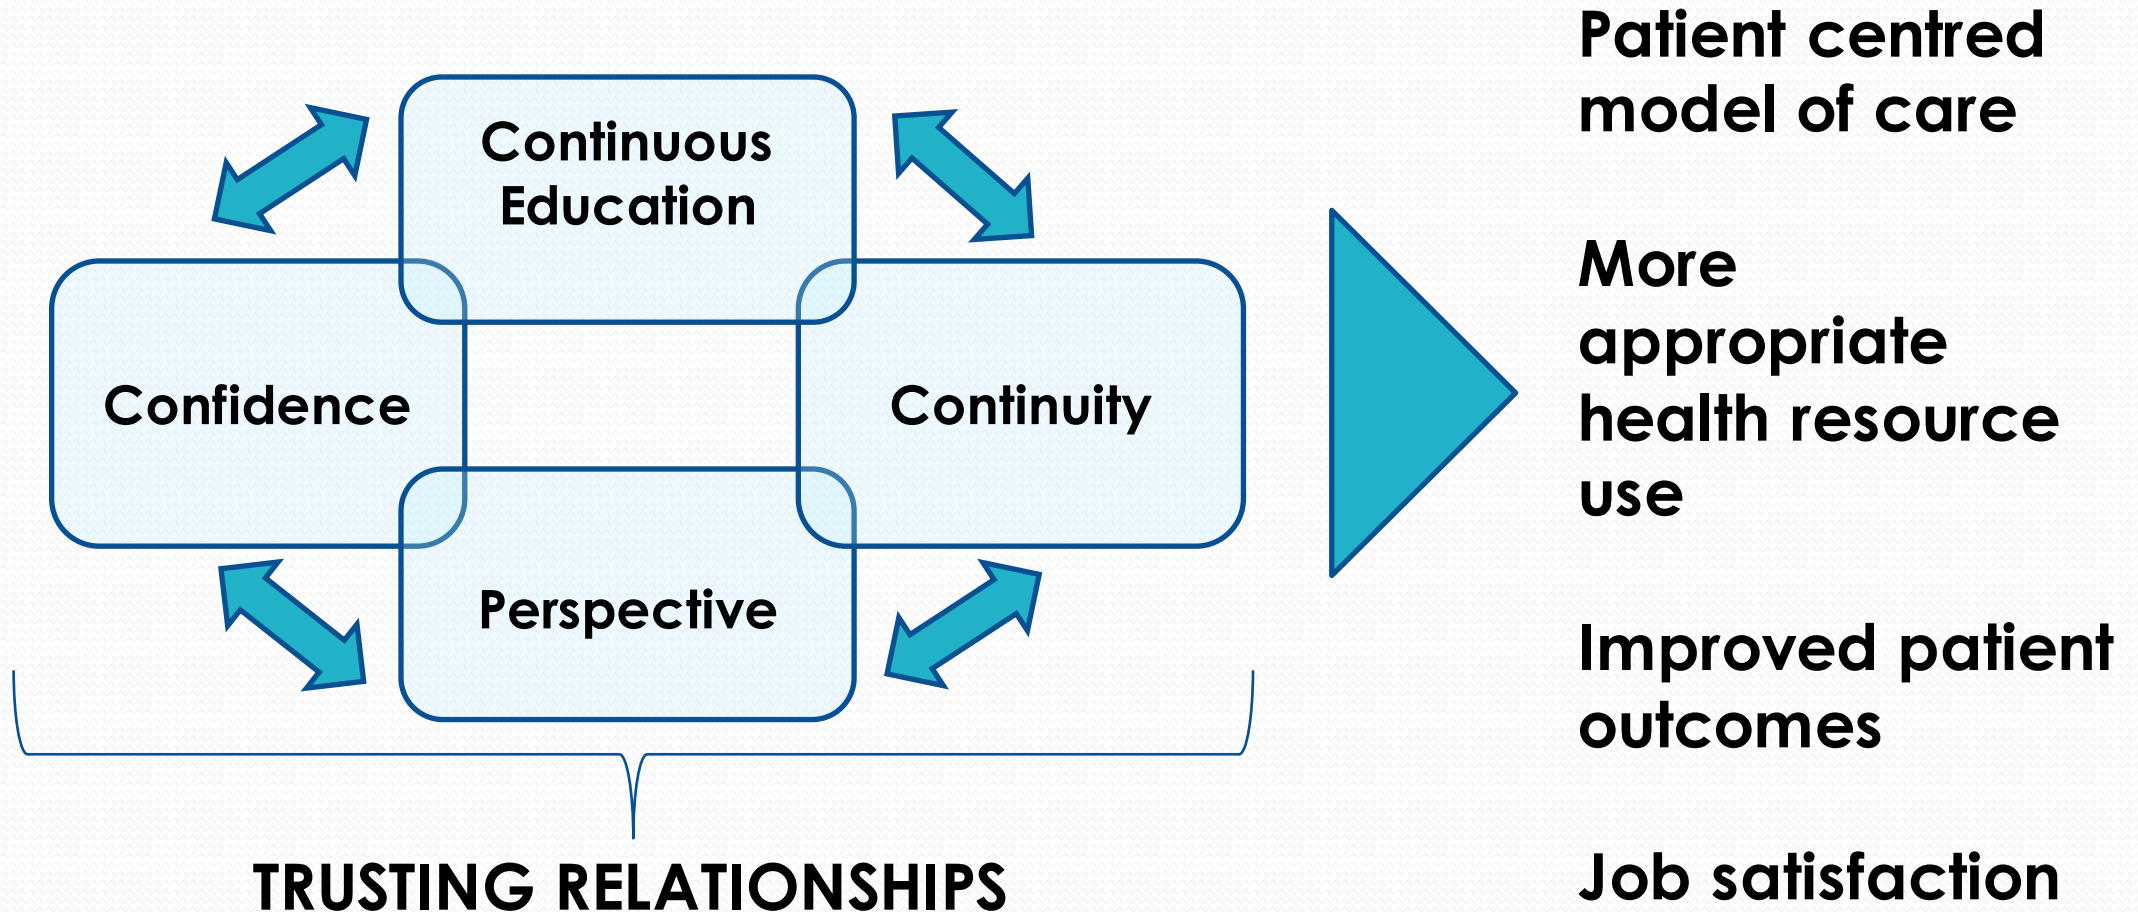 Continuous
Education
Confidence
Continuity
Perspective
TRUSTING RELATIONSHIPS
Patient centred
model of care
More
appropriate
health resource
use
Improved patient
outcomes
Job satisfaction